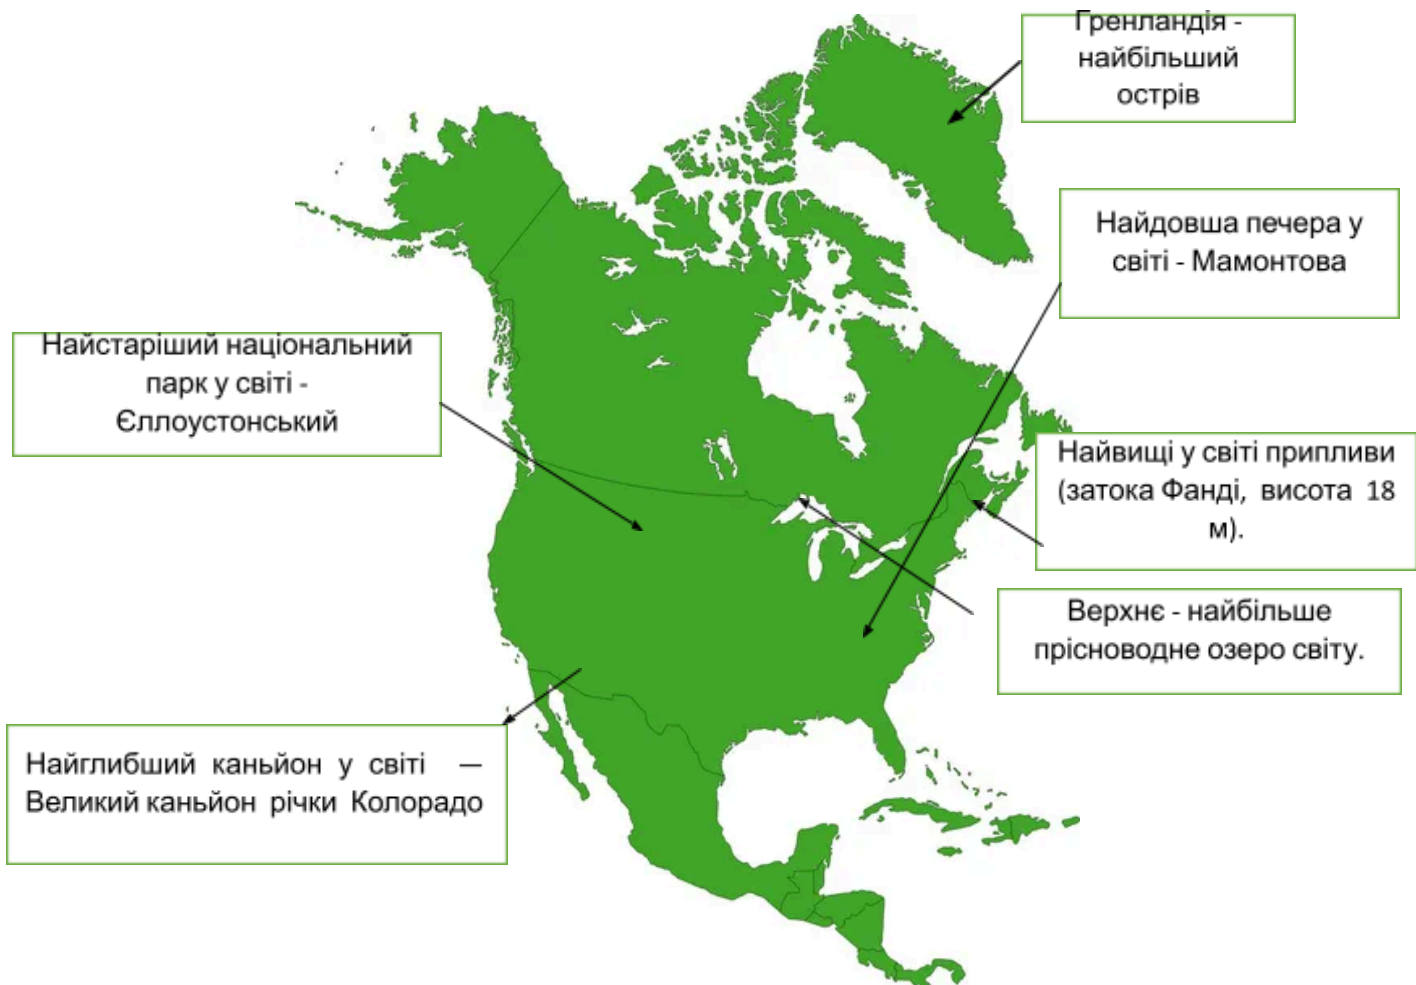 Гренландія -
найбільший
острів
Найдовша печера у
світі - Мамонтова
Найстаріший національний
парк у світі -
Єллоустонський
Найвищі у світі припливи
(затока Фанді, висота 18
м).
Верхнє - найбільше
прісноводне озеро світу.
Найглибший каньйон у світі —
Великий каньйон річки Колорадо